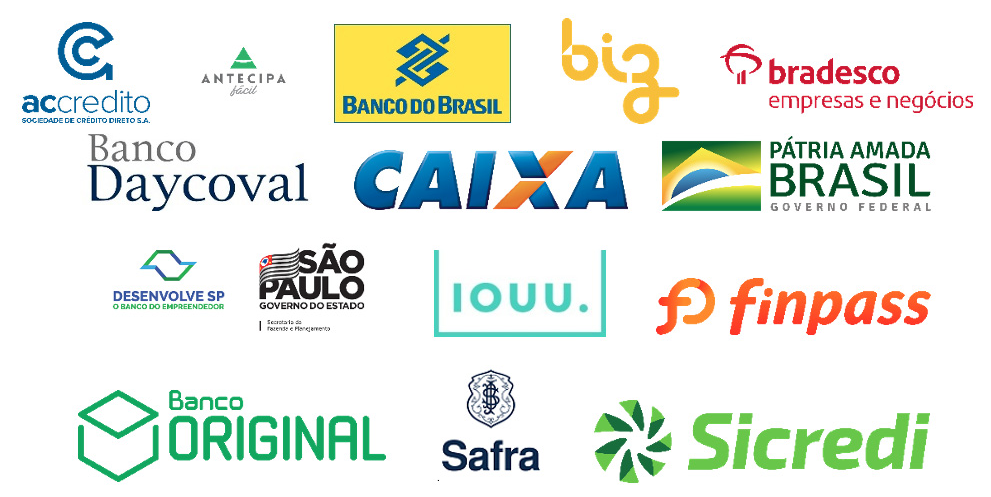 accredito
SOCIEDADE DE CRÉDITO DIRETO S.A.
ANTECIPA
fácil
BANCO DO BRASIL
biz
bradesco
empresas e negócios
Banco
Daycoval
CAIXA
PÁTRIA AMADA
BRASIL
GOVERNO FEDERAL
DESENVOLVE SP
O BANCO DO EMPREENDEDOR
SÃO
PAULO
GOVERNO DO ESTADO
Secretaria de
Fazenda e Planejamento
IOUU.
finpass
Banco
ORIGINAL
Safra
Sicredi